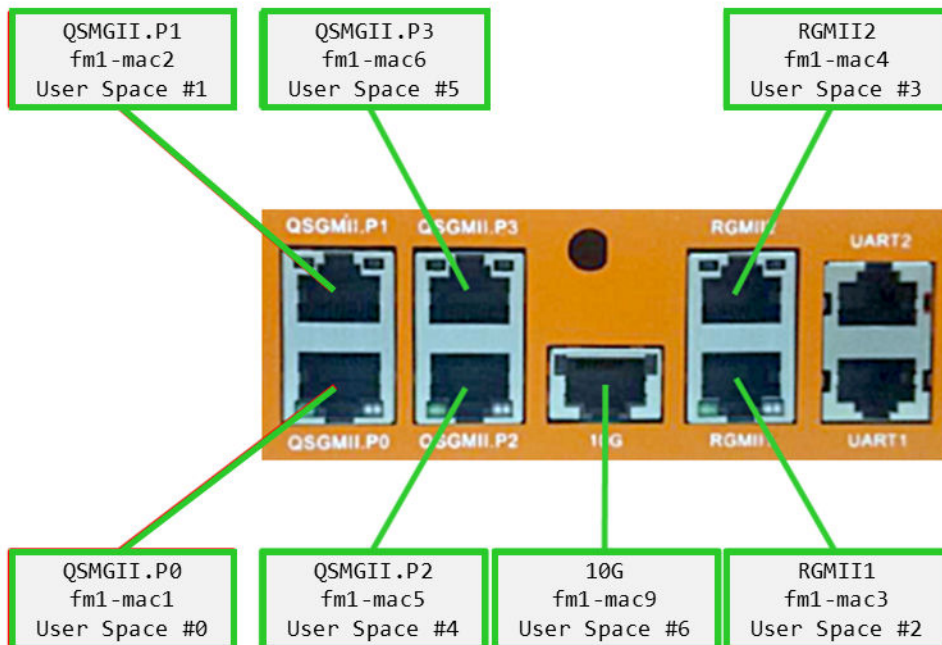 QSMGII.P1
fm1-mac2
User Space #1
QSMGII.P3
fm1-mac6
User Space #5
RGMII2
fm1-mac4
User Space #3
QSGMII.P1
QSGMII.P3
RGMII2
UART2
QSGMII.P0
QSGMII.P2
10G
RGMII1
UART1
QSMGII.P0
fm1-mac1
User Space #0
QSMGII.P2
fm1-mac5
User Space #4
10G
fm1-mac9
User Space #6
RGMII1
fm1-mac3
User Space #2